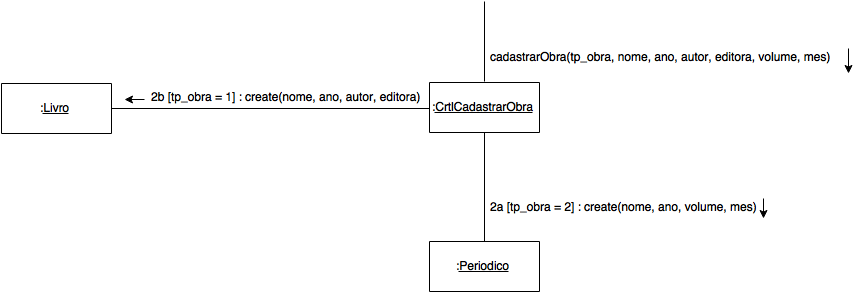 cadastrarObra(tp_obra, nome, ano, autor, editora, volume, mes)
2b [tp_obra = 1] : create(nome, ano, autor, editora)
:Livro
:CrtlCadastrarObra
2a [tp_obra = 2] : create(nome, ano, volume, mes)
:Periodico